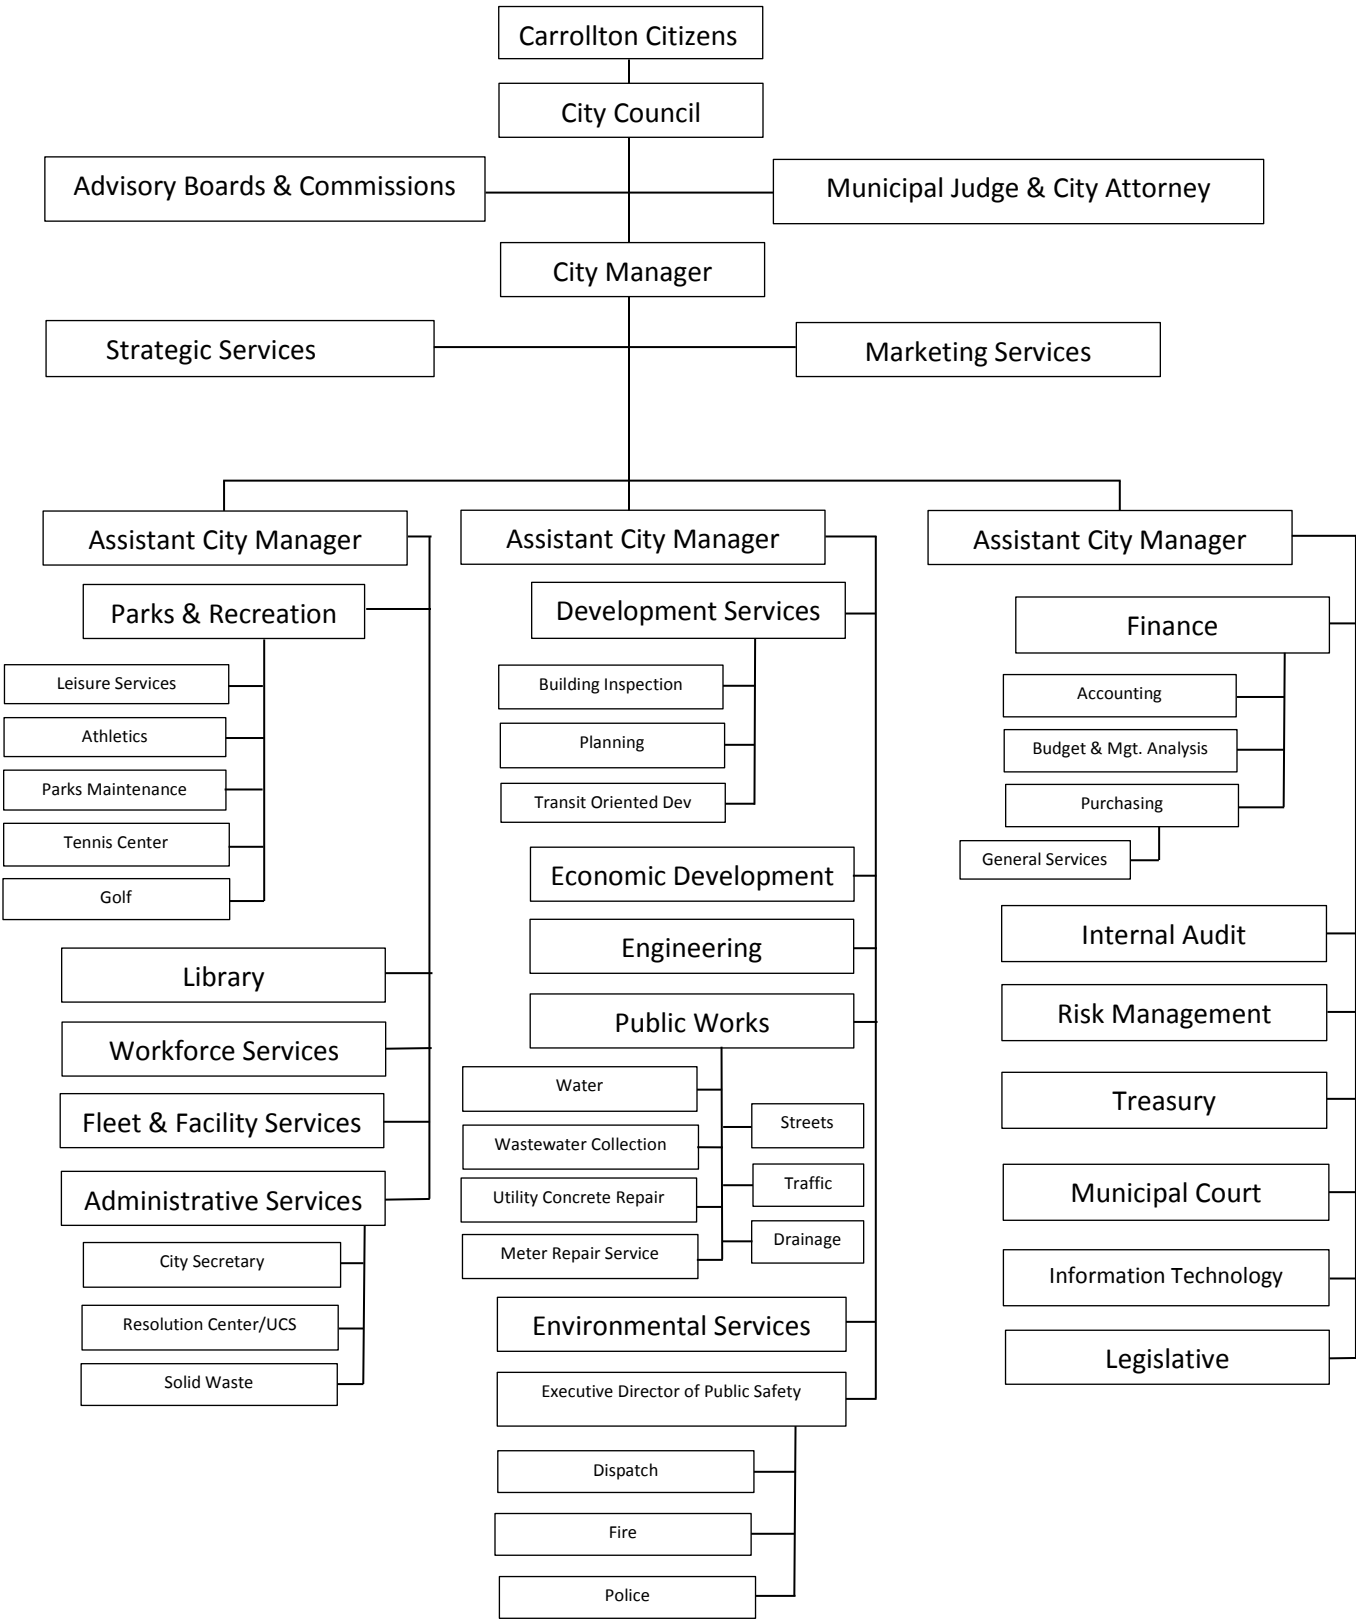 Carrollton Citizens
City Council
Advisory Boards & Commissions
Municipal Judge & City Attorney
City Manager
Strategic Services
Marketing Services
Assistant City Manager
Parks & Recreation
Leisure Services
Athletics
Parks Maintenance
Tennis Center
Golf
Library
Workforce Services
Fleet & Facility Services
Administrative Services
City Secretary
Resolution Center/UCS
Solid Waste
Assistant City Manager
Development Services
Building Inspection
Planning
Transit Oriented Dev
Economic Development
Engineering
Public Works
Water
Wastewater Collection
Utility Concrete Repair
Meter Repair Service
Streets
Traffic
Drainage
Environmental Services
Executive Director of Public Safety
Dispatch
Fire
Police
Assistant City Manager
Finance
Accounting
Budget & Mgt. Analysis
Purchasing
General Services
Internal Audit
Risk Management
Treasury
Municipal Court
Information Technology
Legislative